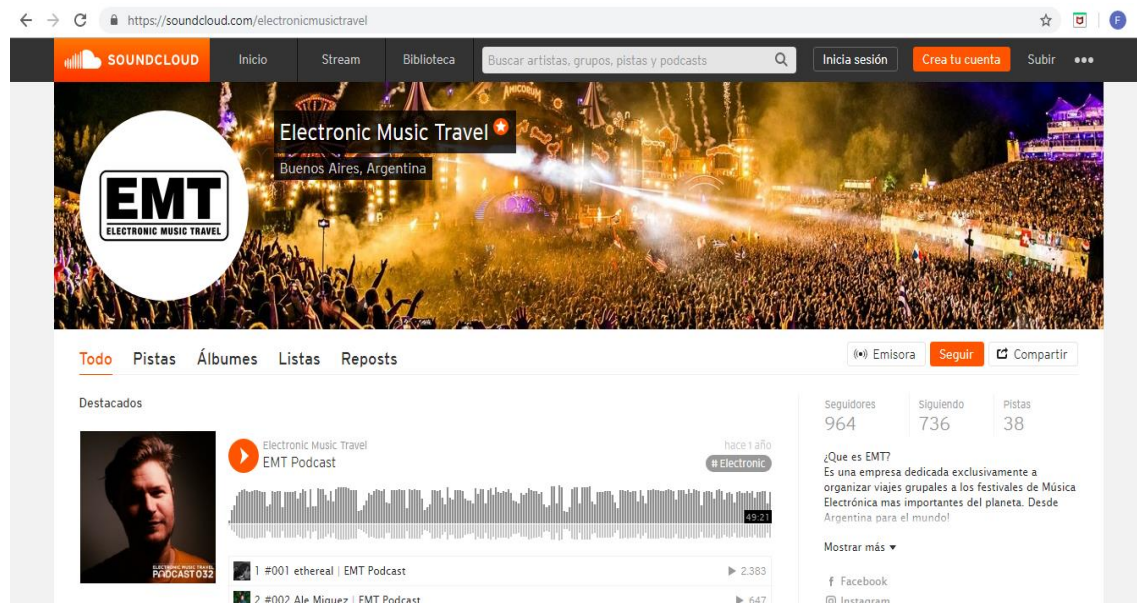 https://soundcloud.com/electronicmusictravel
F
SOUNDCLOUD
Inicio
Stream
Biblioteca
Buscar artistas, grupos, pistas y podcasts
Inicia sesión
Crea tu cuenta
Subir
AMICORUM
Electronic Music Travel
Buenos Aires, Argentina
EMT
ELECTRONIC MUSIC TRAVEL
Todo
Pistas
Álbumes
Listas
Reposts
Emisora
Seguir
Compartir
Destacados
Electronic Music Travel
hace 1 año
EMT Podcast
# Electronic
49:21
ELECTRONIC MUSIC TRAVEL
PODCAST 032
1 #001 ethereal | EMT Podcast
2.383
2 #002 Ale Miguez | EMT Podcast
647
Seguidores
Siguiendo
Pistas
964
736
38
¿Que es EMT?
Es una empresa dedicada exclusivamente a
organizar viajes grupales a los festivales de Música
Electrónica mas importantes del planeta. Desde
Argentina para el mundo!
Mostrar más
Facebook
Instagram